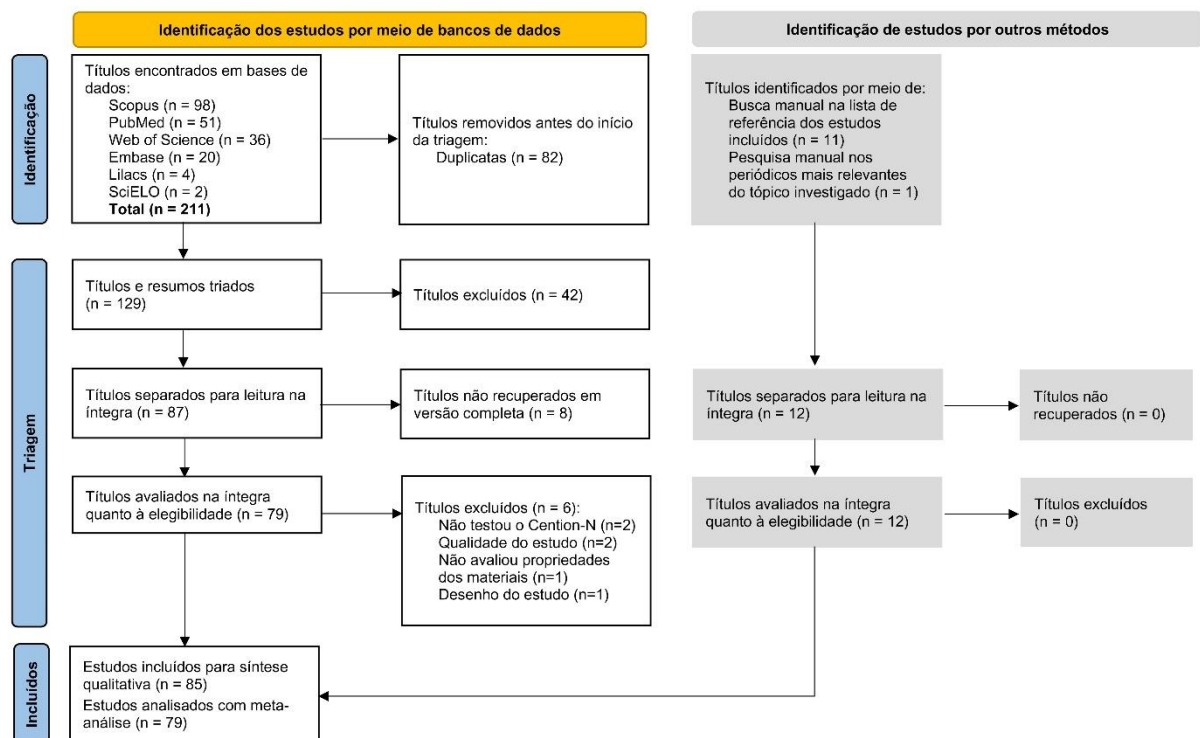 Identificação dos estudos por meio de bancos de dados
Identificação de estudos por outros métodos
Identificação
Títulos encontrados em bases de
dados:
Scopus (n = 98)
PubMed (n = 51)
Web of Science (n = 36)
Embase (n = 20)
Lilacs (n = 4)
SciELO (n = 2)
Total (n = 211)
Títulos removidos antes do início
da triagem:
Duplicatas (n = 82)
Títulos identificados por meio de:
Busca manual na lista de
referência dos estudos
incluídos (n = 11)
Pesquisa manual nos
periódicos mais relevantes
do tópico investigado (n = 1)
Triagem
Títulos e resumos triados
(n = 129)
Títulos excluídos (n = 42)
Títulos separados para leitura na
íntegra (n = 87)
Títulos não recuperados em
versão completa (n = 8)
Títulos separados para leitura na
íntegra (n = 12)
Títulos não
recuperados (n = 0)
Títulos avaliados na íntegra
quanto à elegibilidade (n = 79)
Títulos excluídos (n = 6):
Não testou o Cention-N (n=2)
Qualidade do estudo (n=2)
Não avaliou propriedades
dos materiais (n=1)
Desenho do estudo (n=1)
Títulos avaliados na íntegra
quanto à elegibilidade (n = 12)
Títulos excluídos
(n = 0)
Incluídos
Estudos incluídos para síntese
qualitativa (n = 85)
Estudos analisados com meta-
análise (n = 79)